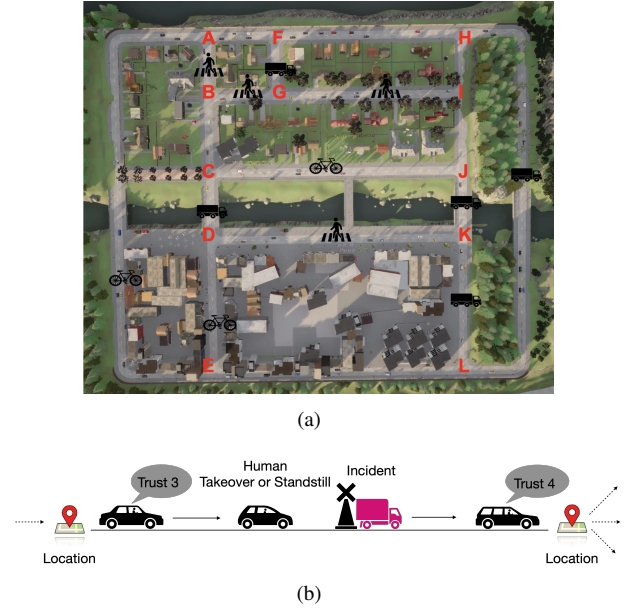 A F H
B G I
C J
D K
E L
(a)
Trust 3
Human
Takeover or Standstill
Incident
Trust 4
Location
Location
(b)